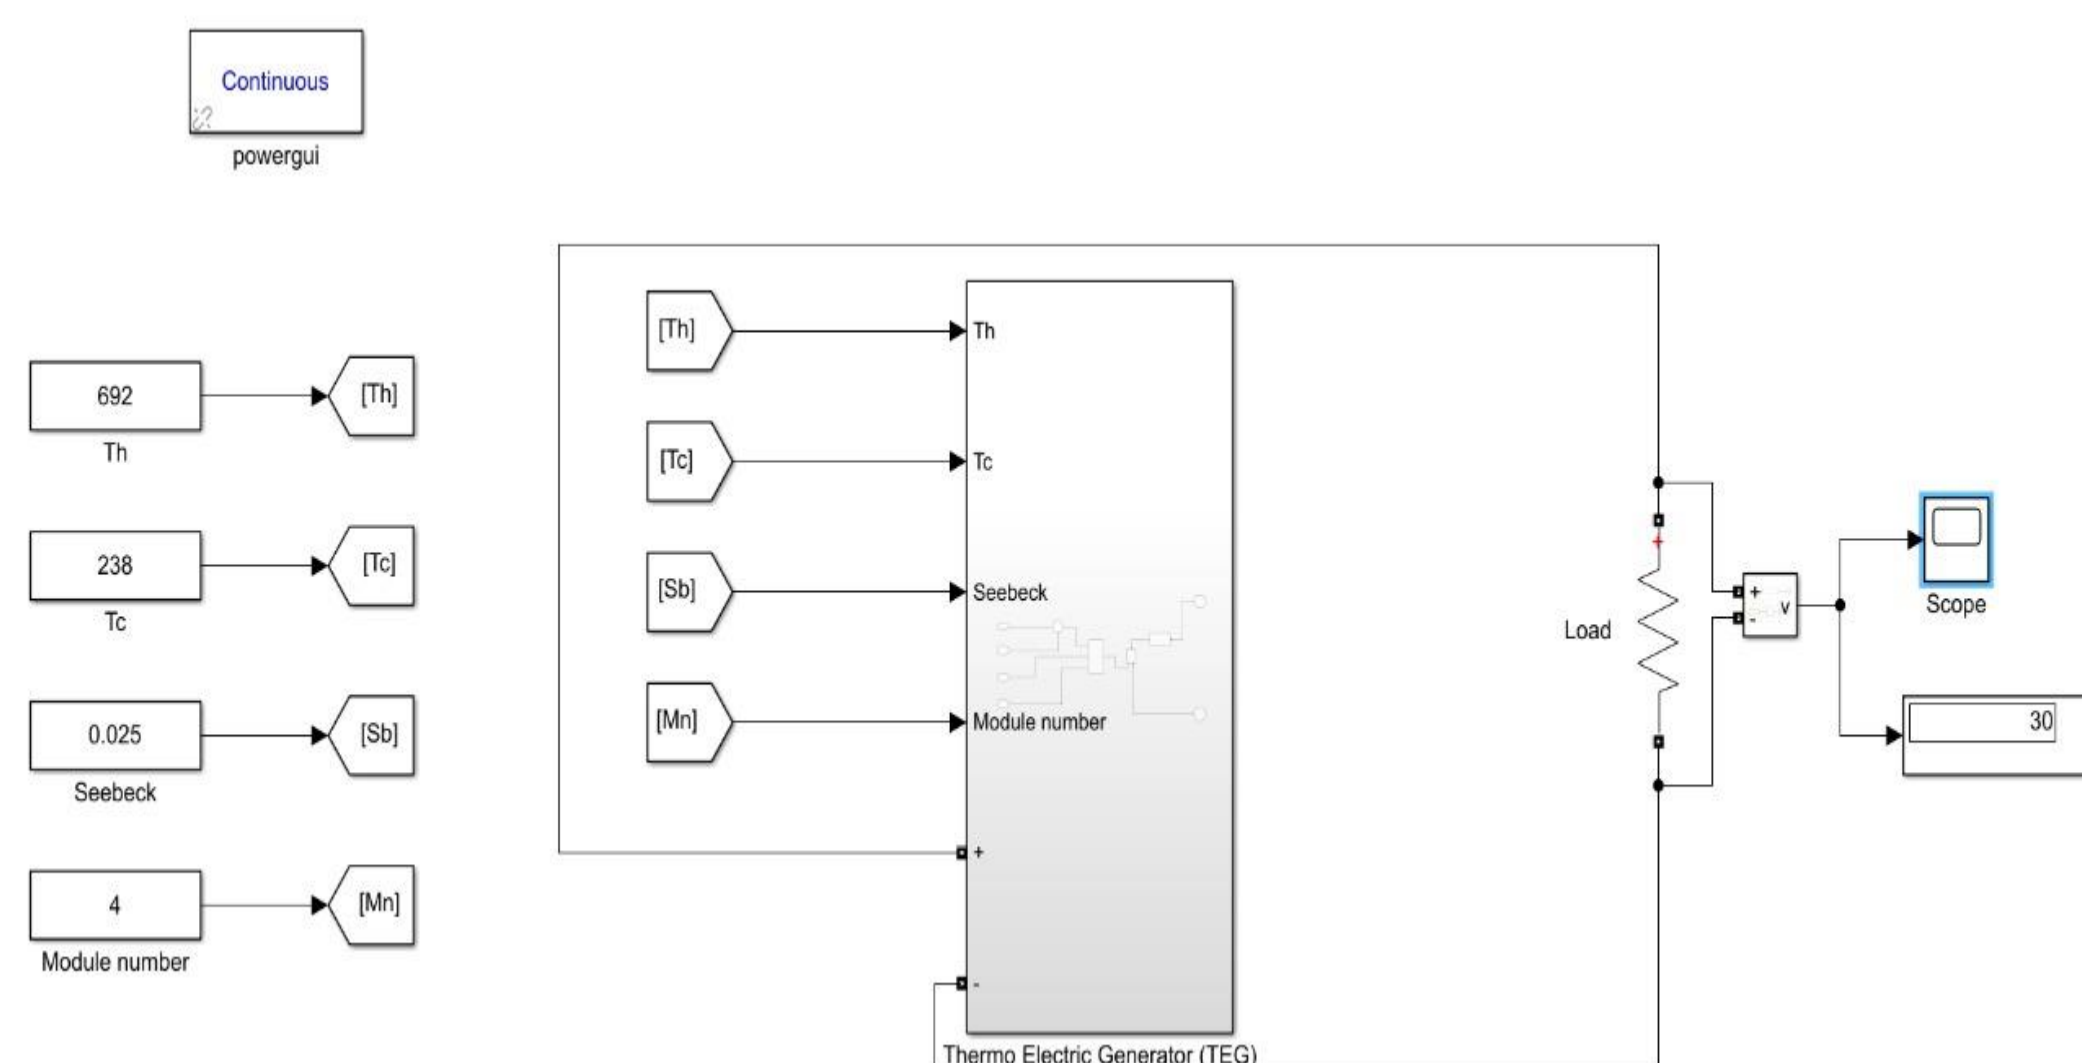 Continuous
powergui
692
Th
[Th]
238
Tc
[Tc]
0.025
Seebeck
[Sb]
4
Module number
[Mn]
[Th]
Th
[Tc]
Tc
[Sb]
Seebeck
[Mn]
Module number
+
-
Thermo Electric Generator (TEG)
+
Load
+
-
v
Scope
30